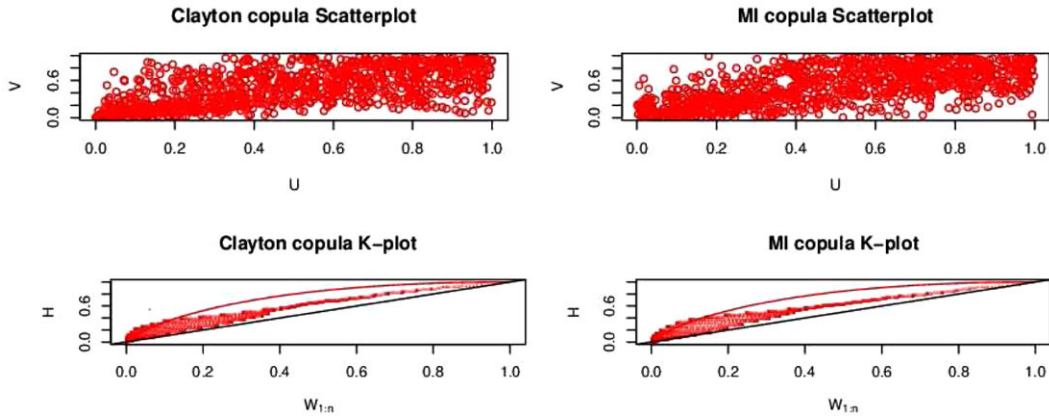 Clayton copula Scatterplot
V
0.0 0.6
0.0 0.2 0.4 0.6 0.8 1.0
U
MI copula Scatterplot
V
0.0 0.6
0.0 0.2 0.4 0.6 0.8 1.0
U
Clayton copula K-plot
H
0.0 0.6
0.0 0.2 0.4 0.6 0.8 1.0
W1:n
MI copula K-plot
H
0.0 0.6
0.0 0.2 0.4 0.6 0.8 1.0
W1:n